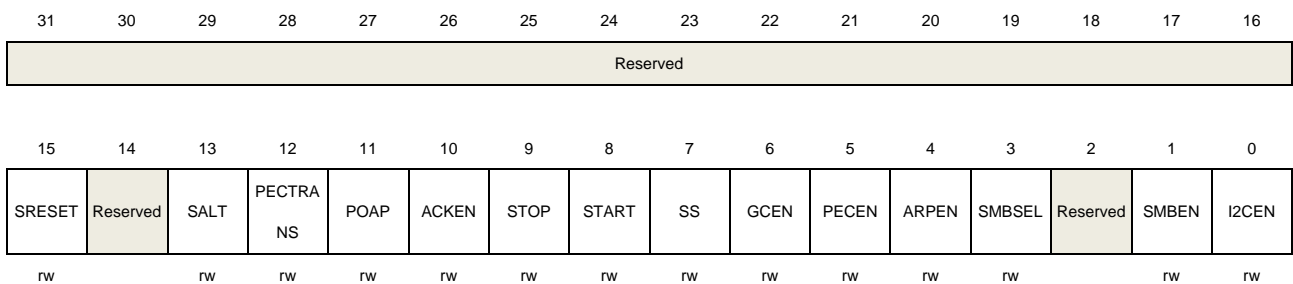 31 30 29 28 27 26 25 24 23 22 21 20 19 18 17 16
Reserved
15 14 13 12 11 10 9 8 7 6 5 4 3 2 1 0
SRESET Reserved SALT PECTRA NS POAP ACKEN STOP START SS GCEN PECEN ARPEN SMBSEL Reserved SMBEN I2CEN
rw rw rw rw rw rw rw rw rw rw rw rw rw rw